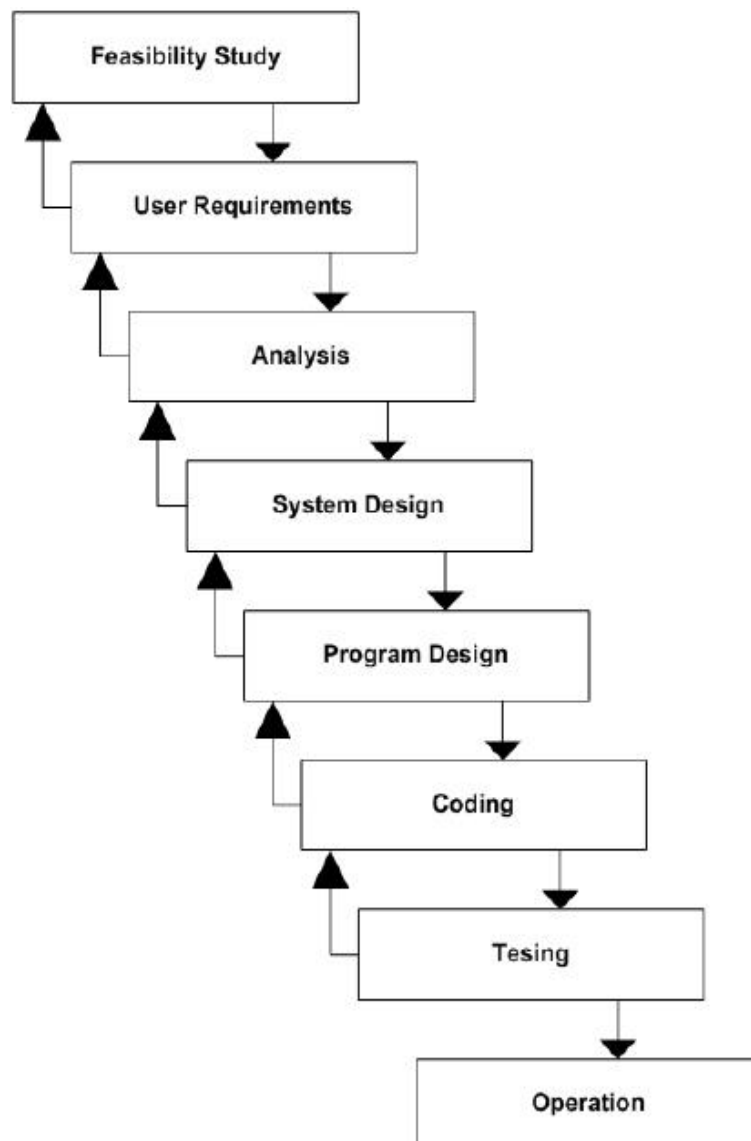 Feasibility Study
User Requirements
Analysis
System Design
Program Design
Coding
Tesing
Operation